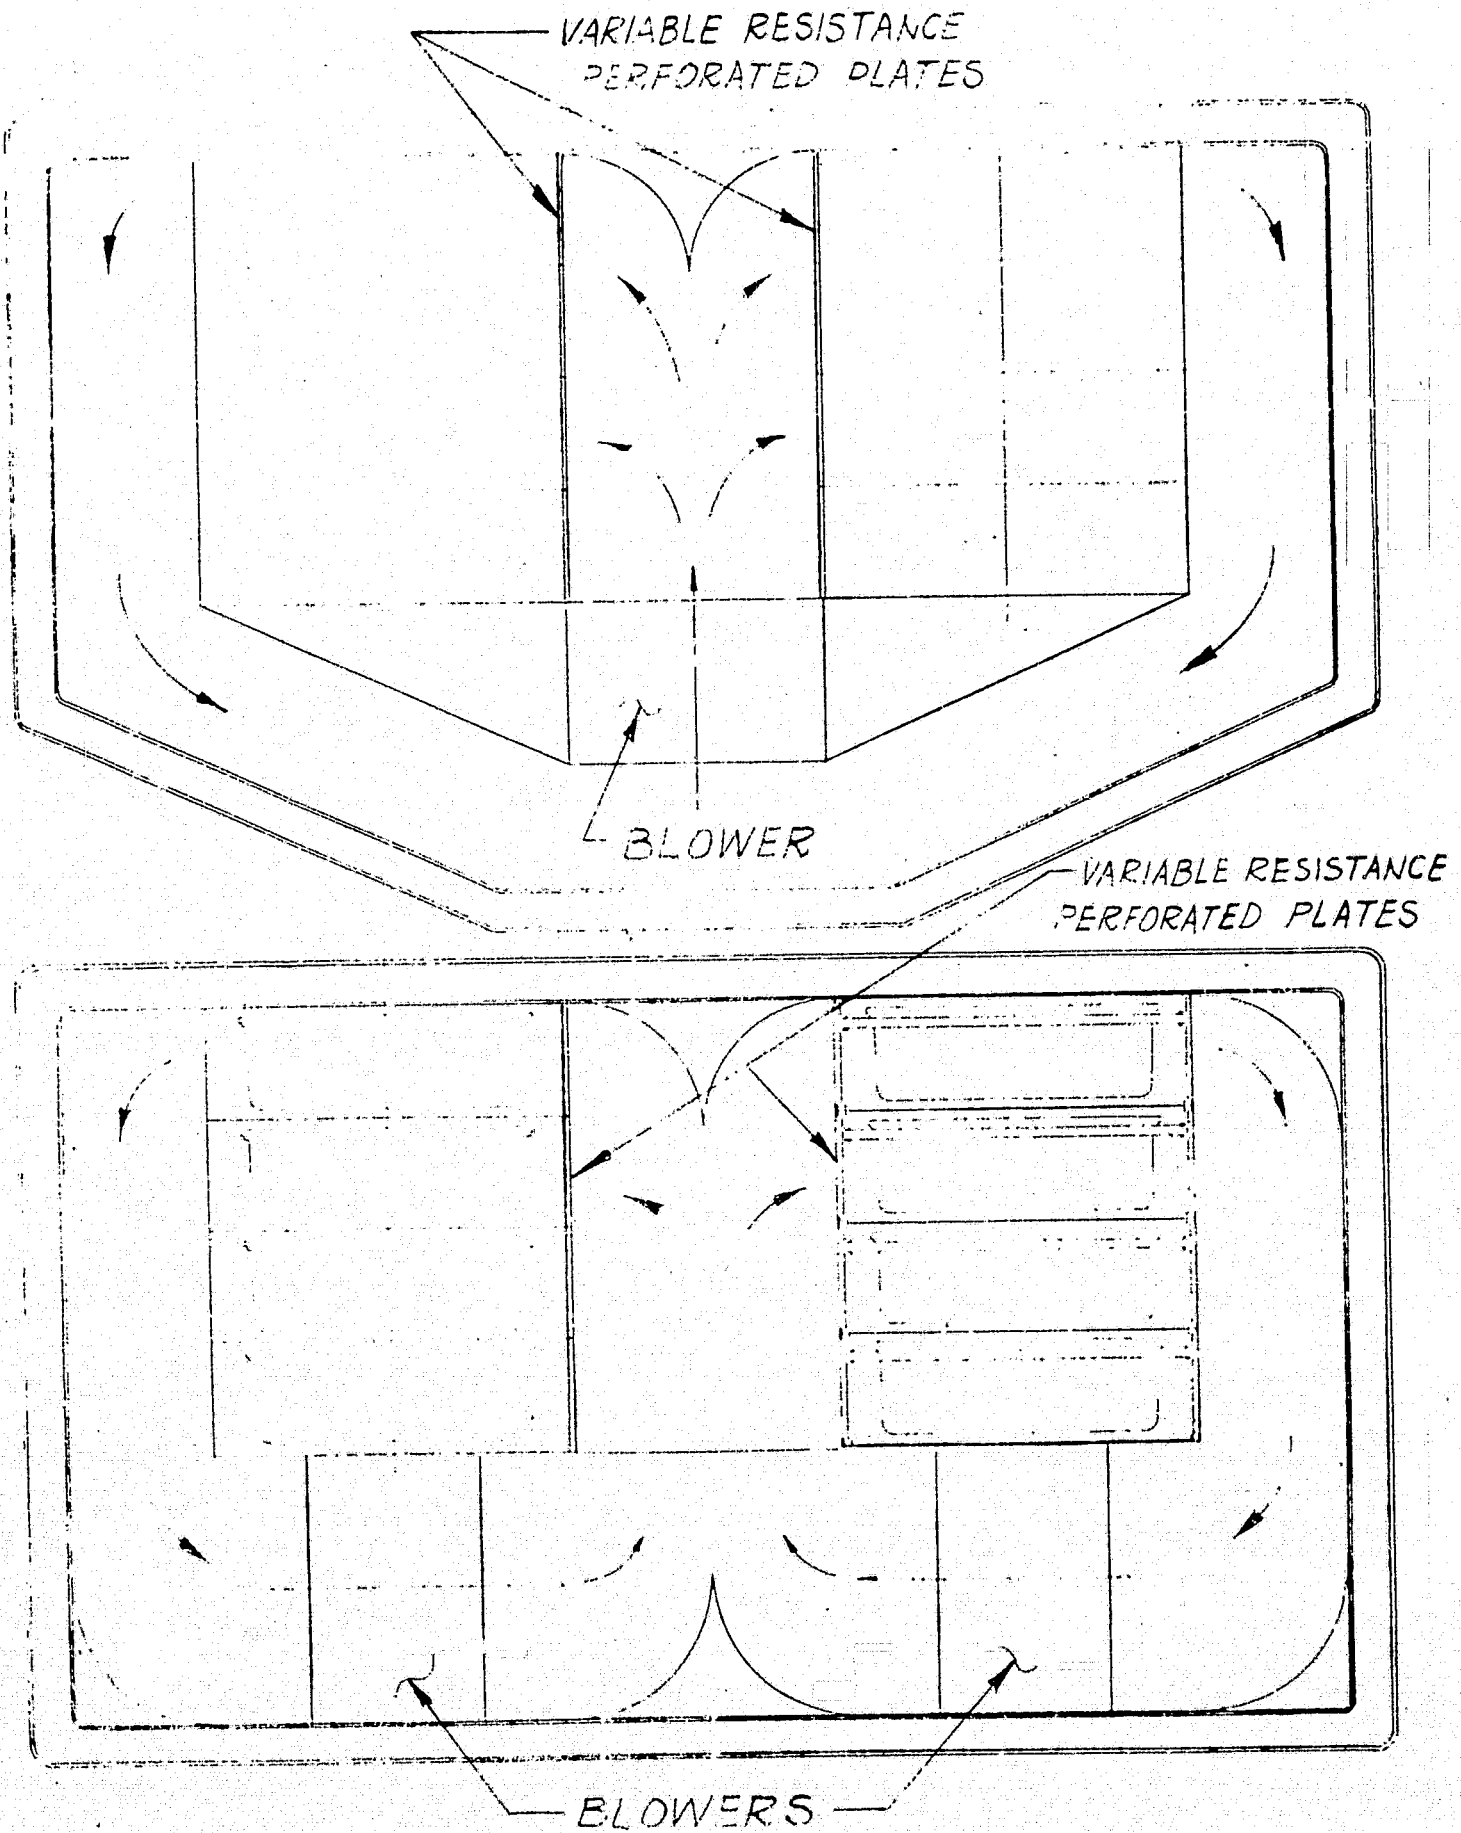 VARIABLE RESISTANCE
PERFORATED PLATES
BLOWER
VARIABLE RESISTANCE
PERFORATED PLATES
BLOWERS